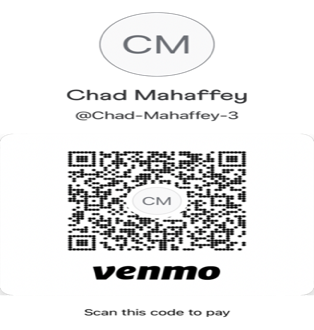 CM
Chad Mahaffey
@Chad-Mahaffey-3
CM
venmo
Scan this code to pay